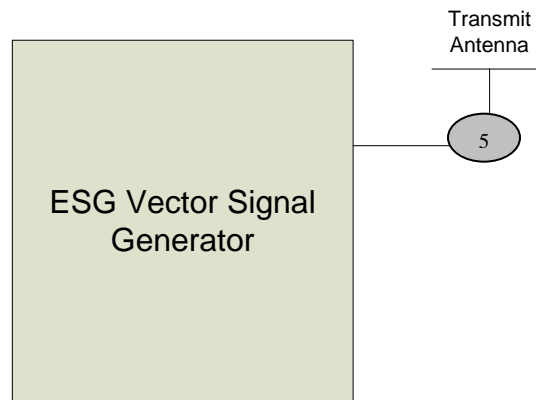 Transmit
Antenna
5
ESG Vector Signal
Generator